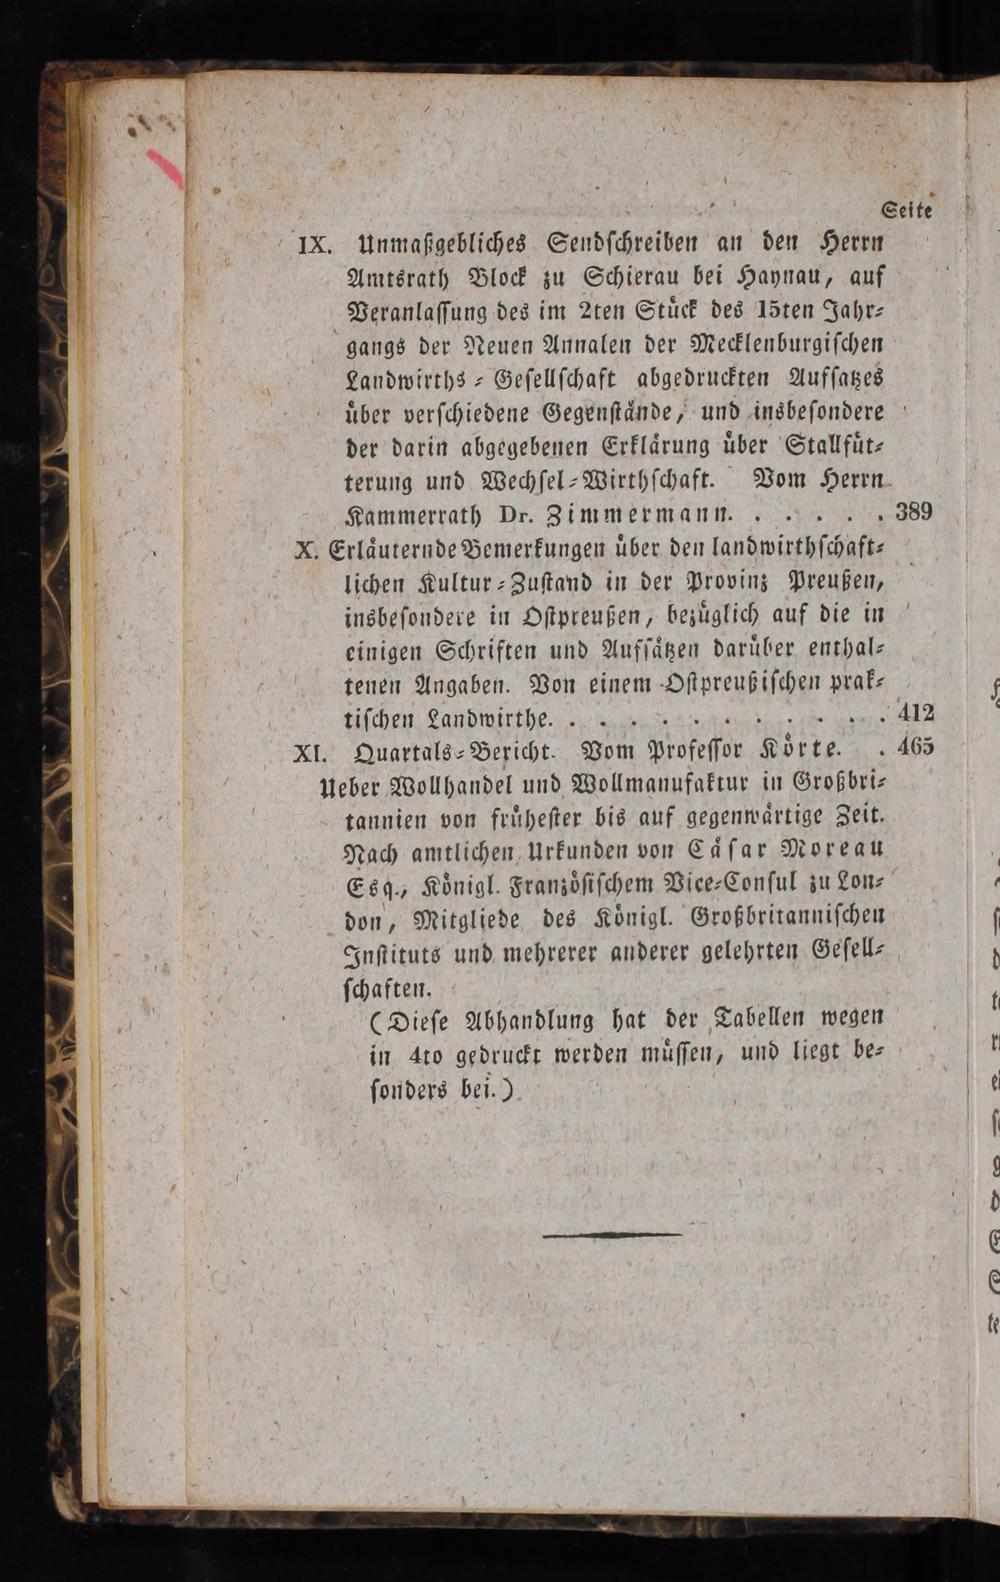 Seite
IX. Unmaßgebliches Sendschreiben an den Herrn
Amtsrath Block zu Schierau bei Haynau, auf
Veranlassung des im 2ten Stück des 15ten Jahr-
gangs der Neuen Annalen der Mecklenburgischen
Landwirths-Gesellschaft abgedruckten Aufsatzes
über verschiedene Gegenstände, und insbesondere
der darin abgegebenen Erklärung über Stallfüt-
terung und Wechsel-Wirthschaft. Vom Herrn
Kammerrath Dr. Zimmermann. . . . . . 389
X. Erläuternde Bemerkungen über den landwirthschaft-
lichen Kultur-Zustand in der Provinz Preußen,
insbesondere in Ostpreußen, bezüglich auf die in
einigen Schriften und Aufsätzen darüber enthal-
tenen Angaben. Von einem Ostpreußischen prak-
tischen Landwirthe. . . . . . . . . . . . 412
XI. Quartals-Bericht. Vom Professor Körte. . 465
Ueber Wollhandel und Wollmanufaktur in Großbri-
tannien von frühester bis auf gegenwärtige Zeit.
Nach amtlichen Urkunden von Cäsar Moreau
Esq., Königl. Französischem Vice-Consul zu Lon-
don, Mitgliede des Königl. Großbritannischen
Instituts und mehrerer anderer gelehrten Gesell-
schaften.
(Diese Abhandlung hat der Tabellen wegen
in 4to gedruckt werden müssen, und liegt be-
sonders bei.)